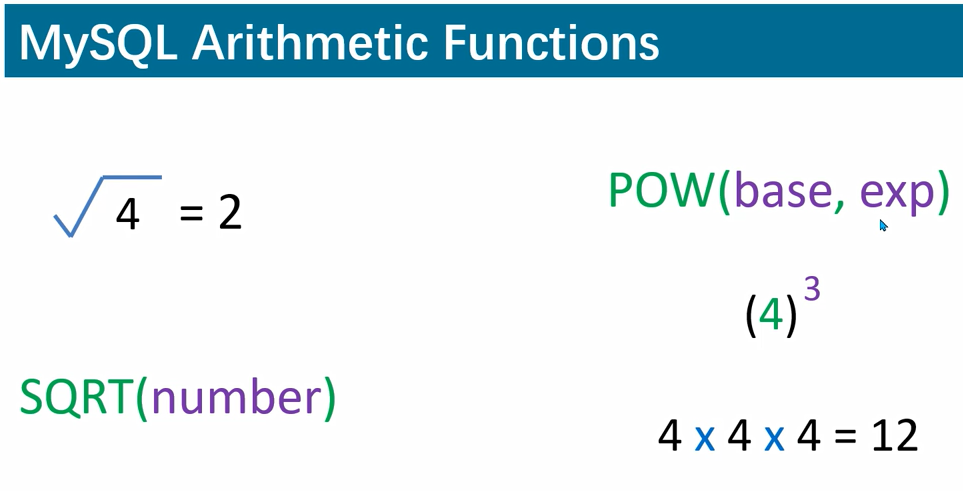 MySQL Arithmetic Functions
√4 = 2
SQRT(number)
POW(base, exp)
(4)³
4 x 4 x 4 = 12